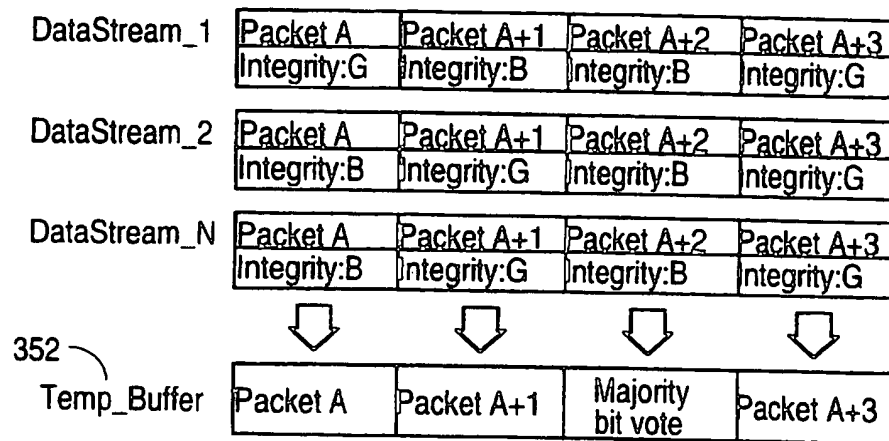 DataStream_1 Packet A Packet A+1 Packet A+2 Packet A+3
Integrity:G Integrity:B Integrity:B Integrity:G
DataStream_2 Packet A Packet A+1 Packet A+2 Packet A+3
Integrity:B Integrity:G Integrity:B Integrity:G
DataStream_N Packet A Packet A+1 Packet A+2 Packet A+3
Integrity:B Integrity:G Integrity:B Integrity:G
352
Temp_Buffer Packet A Packet A+1 Majority bit vote Packet A+3